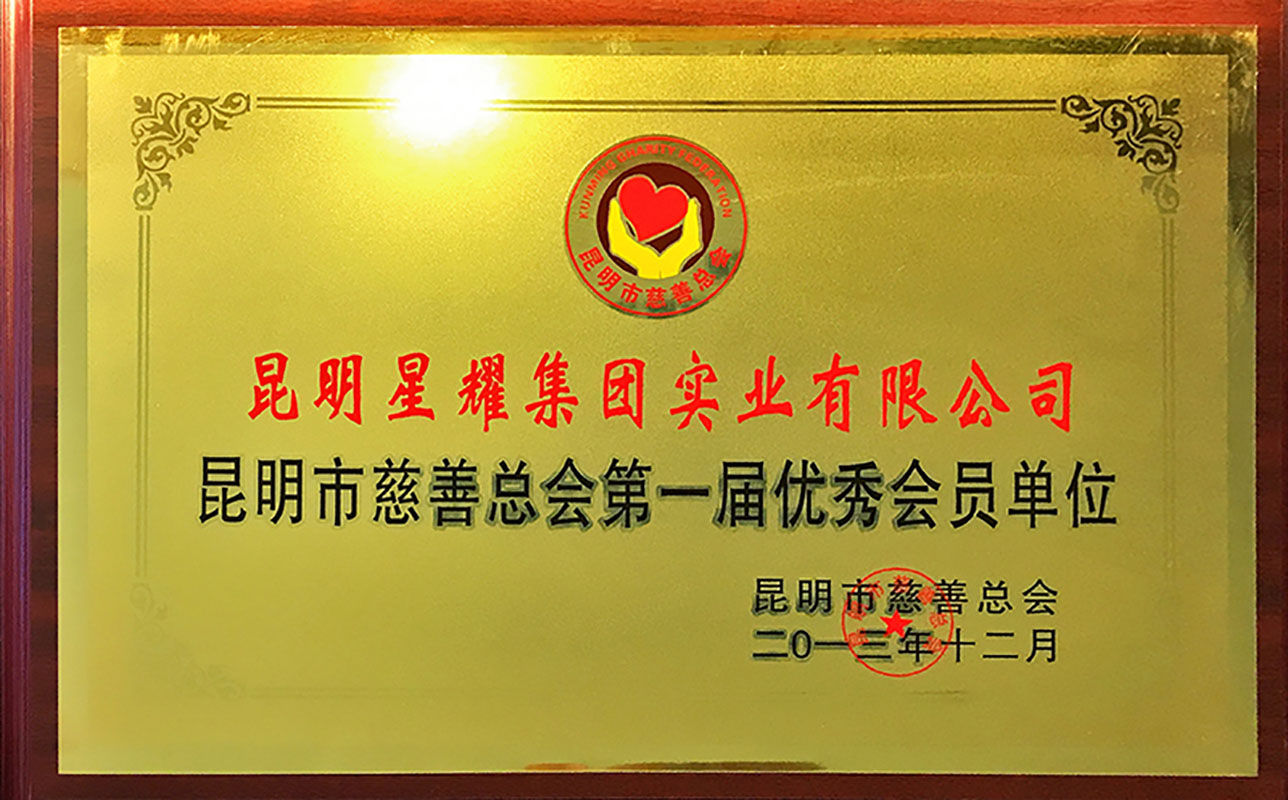 KUNMING CHARITY FEDERATION
昆明市慈善总会
昆明星耀集团实业有限公司
昆明市慈善总会第一届优秀会员单位
昆明市慈善总会
二0一三年十二月